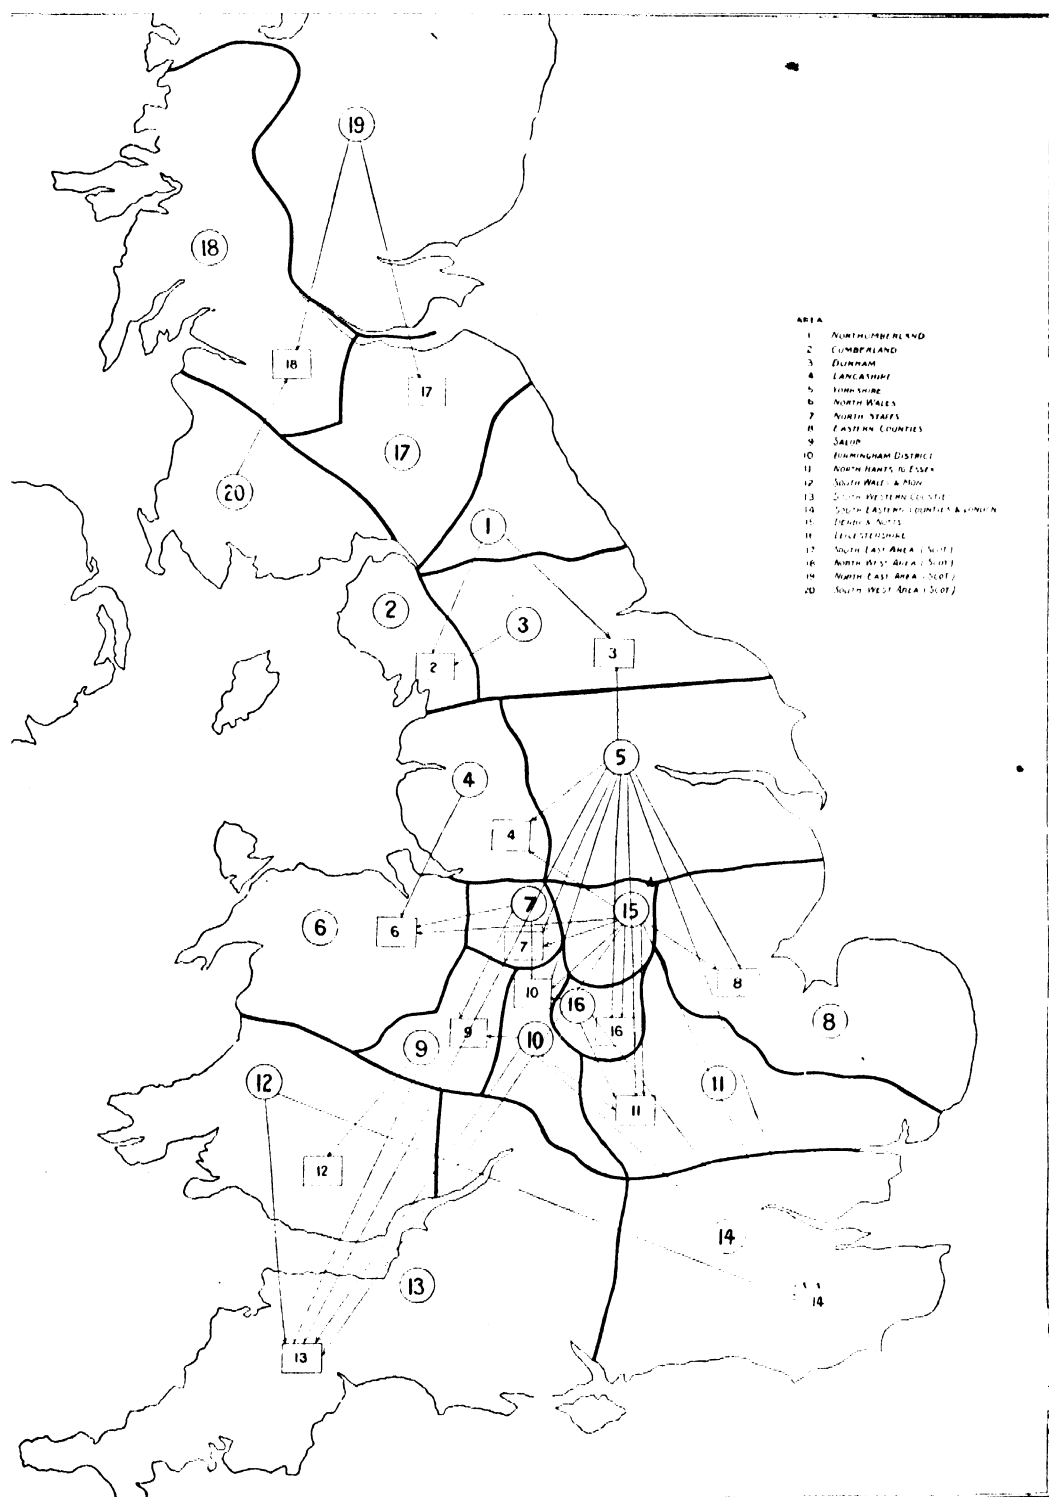 19
18
18
17
17
20
1
2
3
2
3
5
4
4
7
15
6
6
7
8
10
16
8
16
9
10
9
11
12
11
12
14
13
14
13
AREA
1 NORTHUMBERLAND
2 CUMBERLAND
3 DURHAM
4 LANCASHIRE
5 YORKSHIRE
6 NORTH WALES
7 NORTH STAFFS
8 EASTERN COUNTIES
9 SALOP
10 BIRMINGHAM DISTRICT
11 NORTH HANTS TO ESSEX
12 SOUTH WALES & MON
13 SOUTH WESTERN COUNTIE
14 SOUTH EASTERN COUNTIES & LONDON
15 DERBY & NOTTS
16 LEICESTERSHIRE
17 SOUTH EAST AREA (SCOT)
18 NORTH WEST AREA (SCOT)
19 NORTH EAST AREA (SCOT)
20 SOUTH WEST AREA (SCOT)